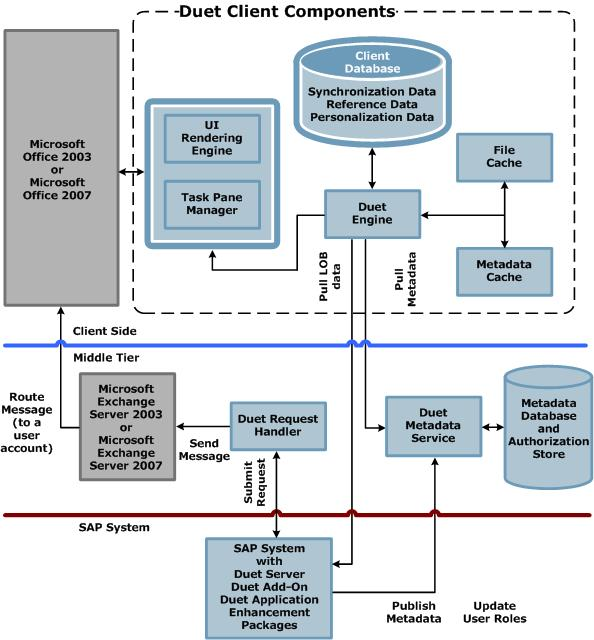 Duet Client Components
Microsoft
Office 2003
or
Microsoft
Office 2007
UI
Rendering
Engine
Task Pane
Manager
Client
Database
Synchronization Data
Reference Data
Personalization Data
Duet
Engine
File
Cache
Metadata
Cache
Pull LOB
data
Pull
Metadata
Client Side
Middle Tier
Route
Message
(to a
user
account)
Microsoft
Exchange
Server 2003
or
Microsoft
Exchange
Server 2007
Send
Message
Duet Request
Handler
Submit
Request
Duet
Metadata
Service
Metadata
Database
and
Authorization
Store
SAP System
SAP System
with
Duet Server
Duet Add-On
Duet Application
Enhancement
Packages
Publish
Metadata
Update
User Roles